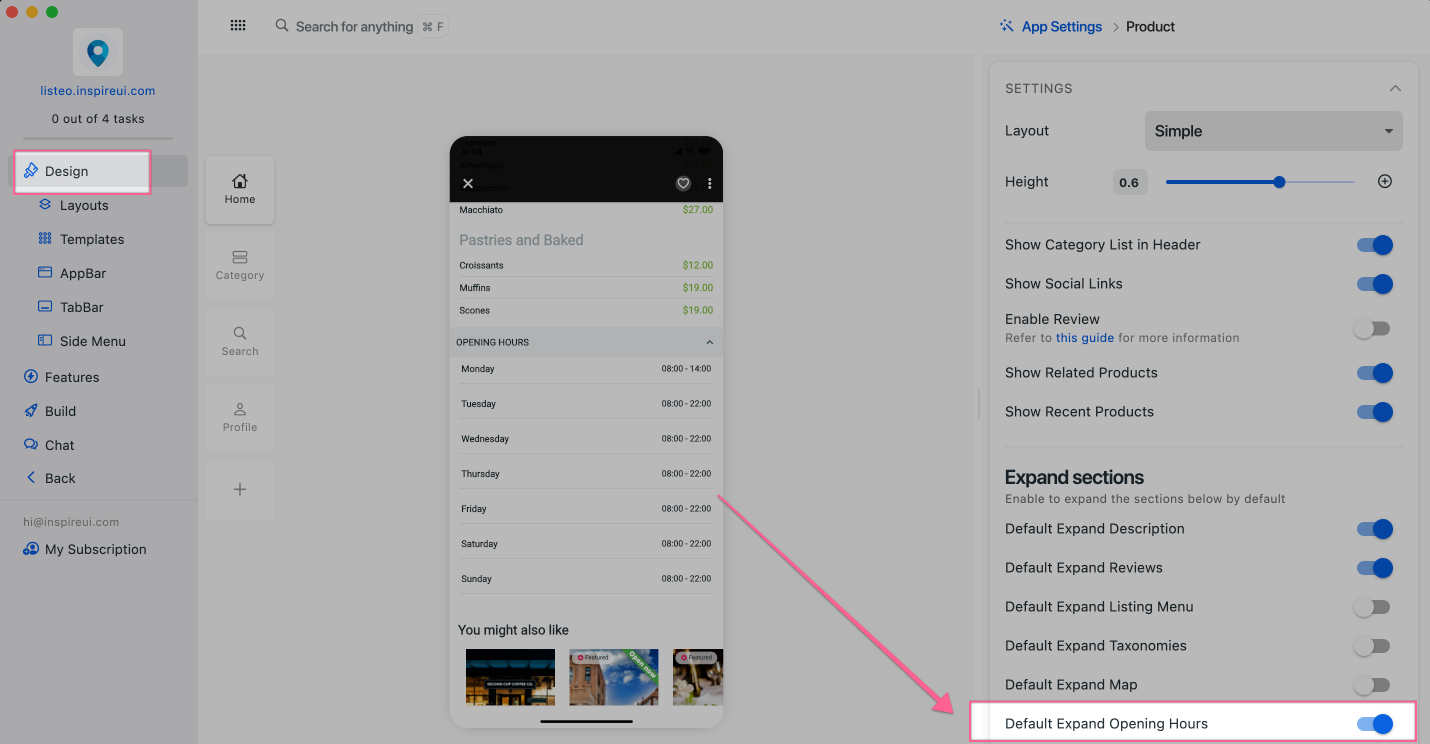 Search for anything ⌘ F
App Settings > Product
listeo.inspireui.com
0 out of 4 tasks
Design
Layouts
Templates
AppBar
TabBar
Side Menu
Features
Build
Chat
Back
hi@inspireui.com
My Subscription
Home
Category
Search
Profile
Macchiato $27.00
Pastries and Baked
Croissants $12.00
Muffins $19.00
Scones $19.00
OPENING HOURS
Monday 08:00 - 14:00
Tuesday 08:00 - 22:00
Wednesday 08:00 - 22:00
Thursday 08:00 - 22:00
Friday 08:00 - 22:00
Saturday 08:00 - 22:00
Sunday 08:00 - 22:00
You might also like
SECOND CUP COFFEE CO.
Featured
Open now
Featured
SETTINGS
Layout Simple
Height 0.6
Show Category List in Header
Show Social Links
Enable Review
Refer to this guide for more information
Show Related Products
Show Recent Products
Expand sections
Enable to expand the sections below by default
Default Expand Description
Default Expand Reviews
Default Expand Listing Menu
Default Expand Taxonomies
Default Expand Map
Default Expand Opening Hours